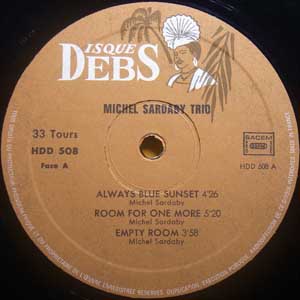 DISQUE
DEBS
MICHEL SARDABY TRIO
33 Tours
HDD 508
Face A
SACEM
HDD 508 A
ALWAYS BLUE SUNSET 4'26
Michel Sardaby
ROOM FOR ONE MORE 5'20
Michel Sardaby
EMPTY ROOM 3'58
Michel Sardaby